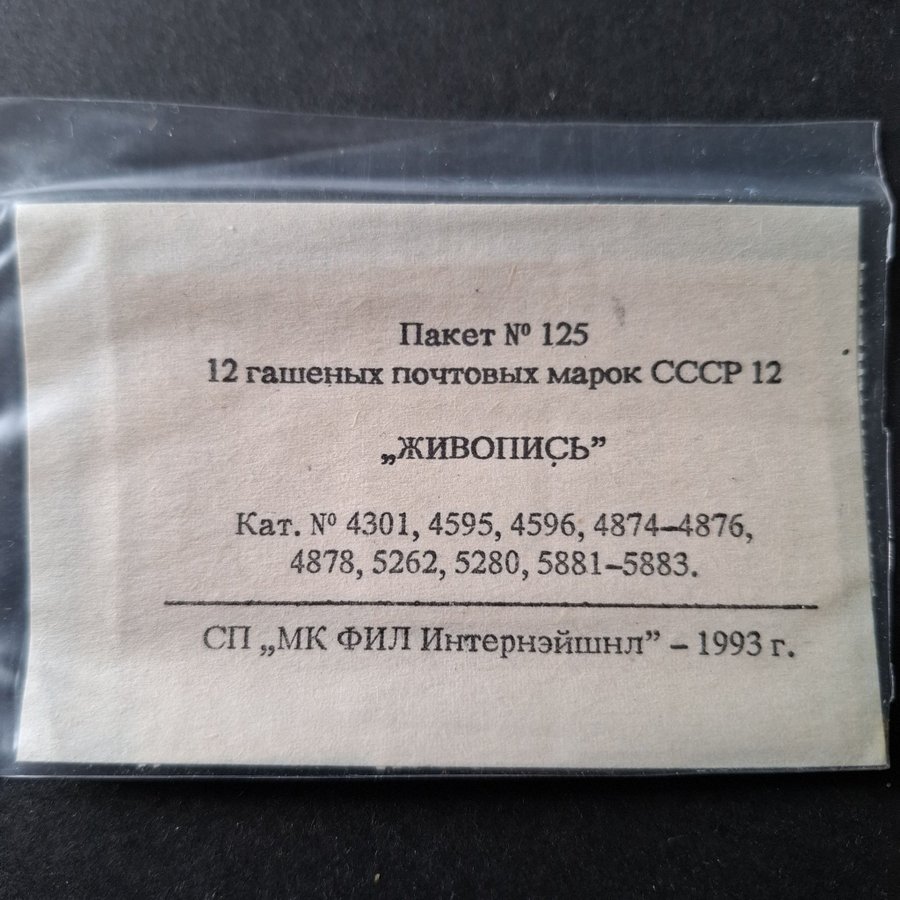 Пакет № 125
12 гашеных почтовых марок СССР 12
„ЖИВОПИСЬ”
Кат. № 4301, 4595, 4596, 4874–4876,
4878, 5262, 5280, 5881–5883.
СП „МК ФИЛ Интернэйшнл” – 1993 г.